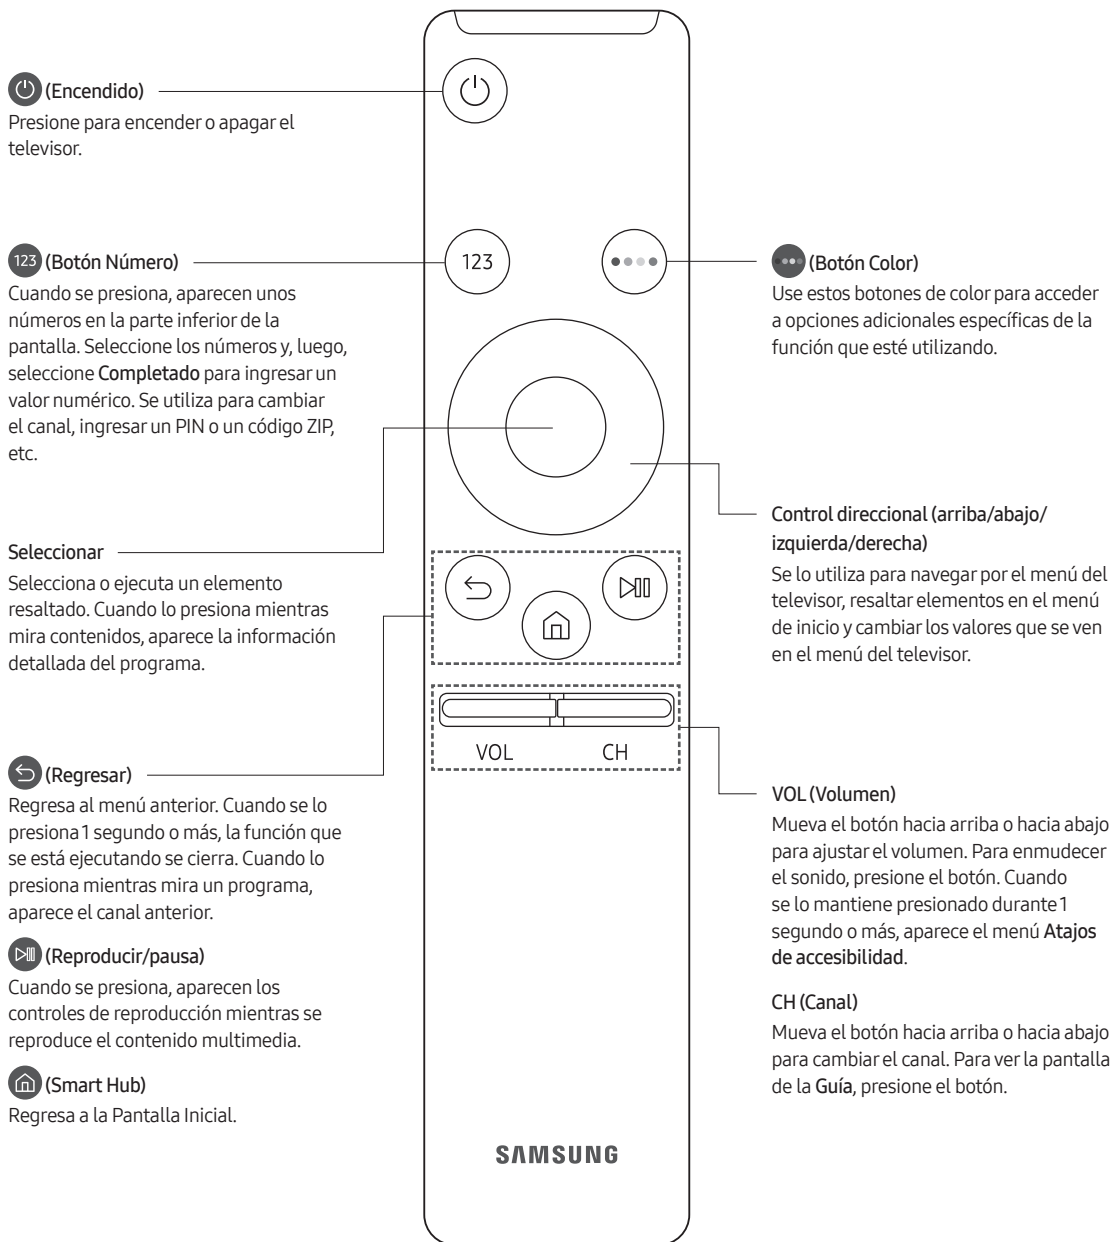 (Encendido)
Presione para encender o apagar el
televisor.
123 (Botón Número)
Cuando se presiona, aparecen unos
números en la parte inferior de la
pantalla. Seleccione los números y, luego,
seleccione Completado para ingresar un
valor numérico. Se utiliza para cambiar
el canal, ingresar un PIN o un código ZIP,
etc.
Seleccionar
Selecciona o ejecuta un elemento
resaltado. Cuando lo presiona mientras
mira contenidos, aparece la información
detallada del programa.
(Regresar)
Regresa al menú anterior. Cuando se lo
presiona 1 segundo o más, la función que
se está ejecutando se cierra. Cuando lo
presiona mientras mira un programa,
aparece el canal anterior.
(Reproducir/pausa)
Cuando se presiona, aparecen los
controles de reproducción mientras se
reproduce el contenido multimedia.
(Smart Hub)
Regresa a la Pantalla Inicial.
123
VOL
CH
SAMSUNG
(Botón Color)
Use estos botones de color para acceder
a opciones adicionales específicas de la
función que esté utilizando.
Control direccional (arriba/abajo/
izquierda/derecha)
Se lo utiliza para navegar por el menú del
televisor, resaltar elementos en el menú
de inicio y cambiar los valores que se ven
en el menú del televisor.
VOL (Volumen)
Mueva el botón hacia arriba o hacia abajo
para ajustar el volumen. Para enmudecer
el sonido, presione el botón. Cuando
se lo mantiene presionado durante 1
segundo o más, aparece el menú Atajos
de accesibilidad.
CH (Canal)
Mueva el botón hacia arriba o hacia abajo
para cambiar el canal. Para ver la pantalla
de la Guía, presione el botón.